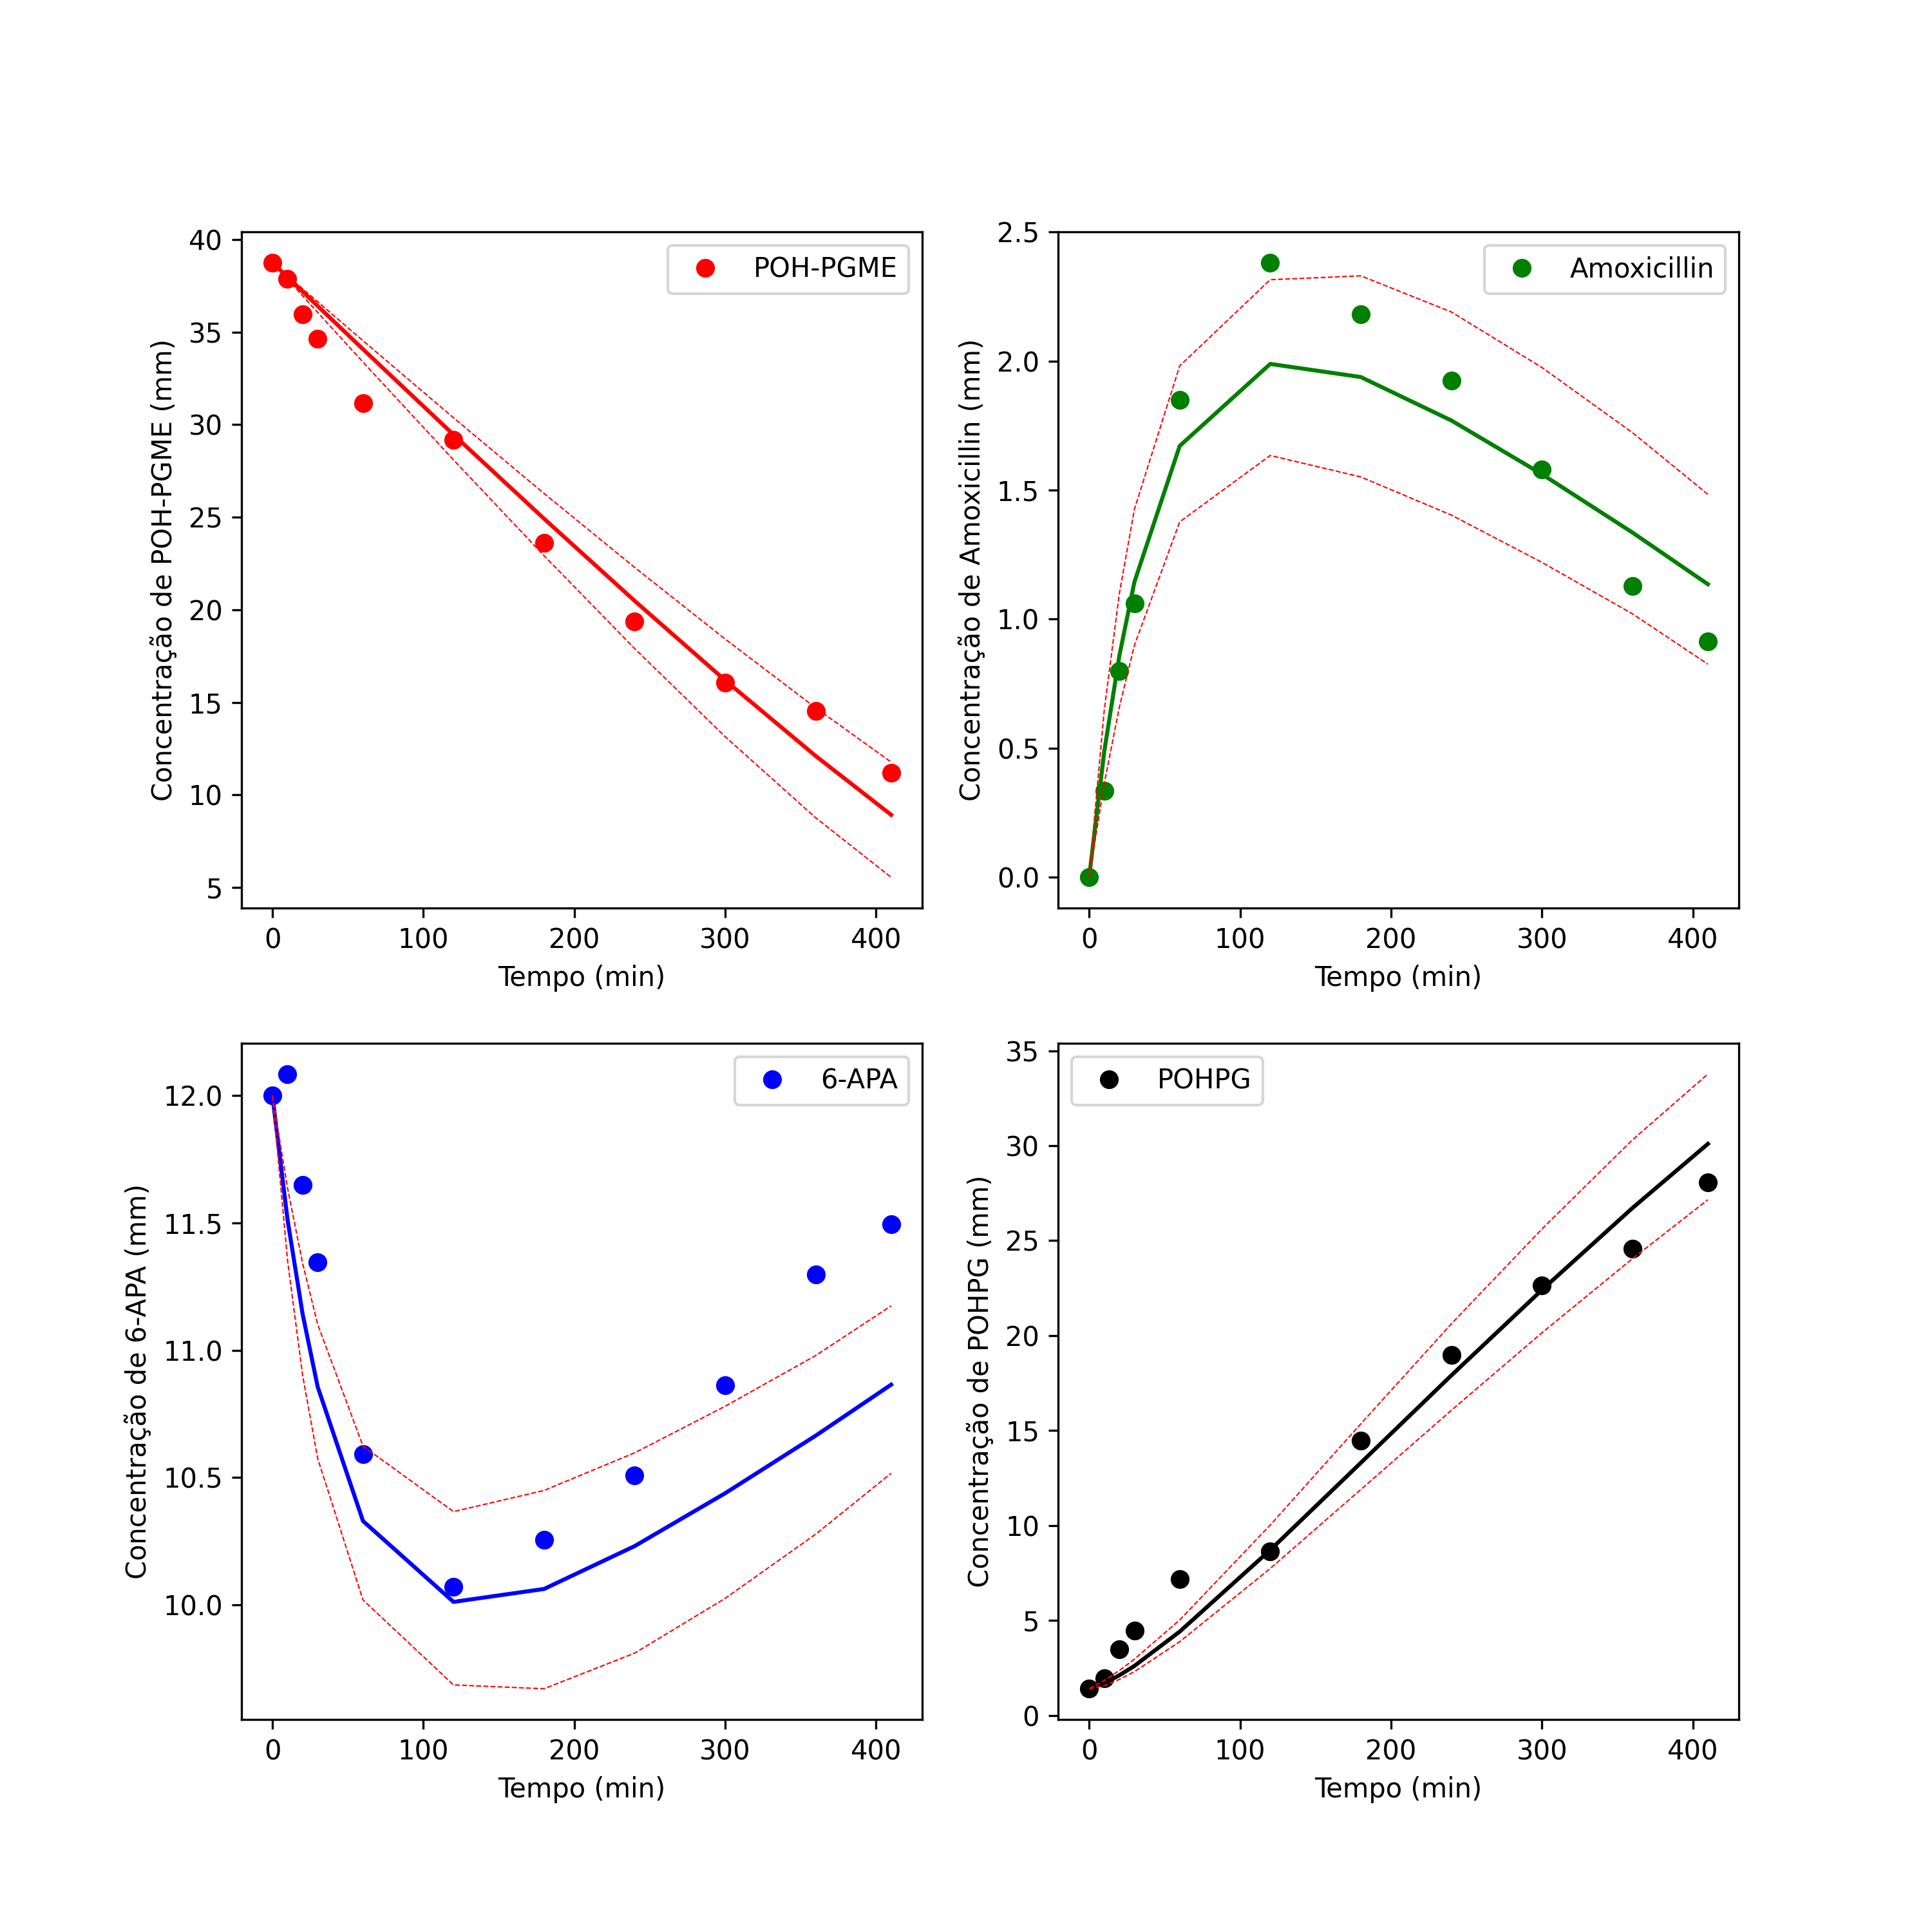 POH-PGME
Concentração de POH-PGME (mm)
40
35
30
25
20
15
10
5
0 100 200 300 400
Tempo (min)
Amoxicillin
Concentração de Amoxicillin (mm)
2.5
2.0
1.5
1.0
0.5
0.0
0 100 200 300 400
Tempo (min)
6-APA
Concentração de 6-APA (mm)
12.0
11.5
11.0
10.5
10.0
0 100 200 300 400
Tempo (min)
POHPG
Concentração de POHPG (mm)
35
30
25
20
15
10
5
0
0 100 200 300 400
Tempo (min)